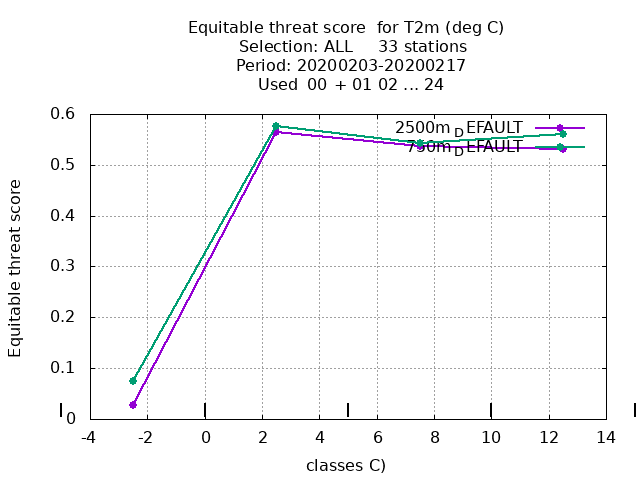 Equitable threat score for T2m (deg C)
Selection: ALL 33 stations
Period: 20200203-20200217
Used 00 + 01 02 ... 24
2500m_DEFAULT
750m_DEFAULT
Equitable threat score
0.6
0.5
0.4
0.3
0.2
0.1
0
-4 -2 0 2 4 6 8 10 12 14
classes C)